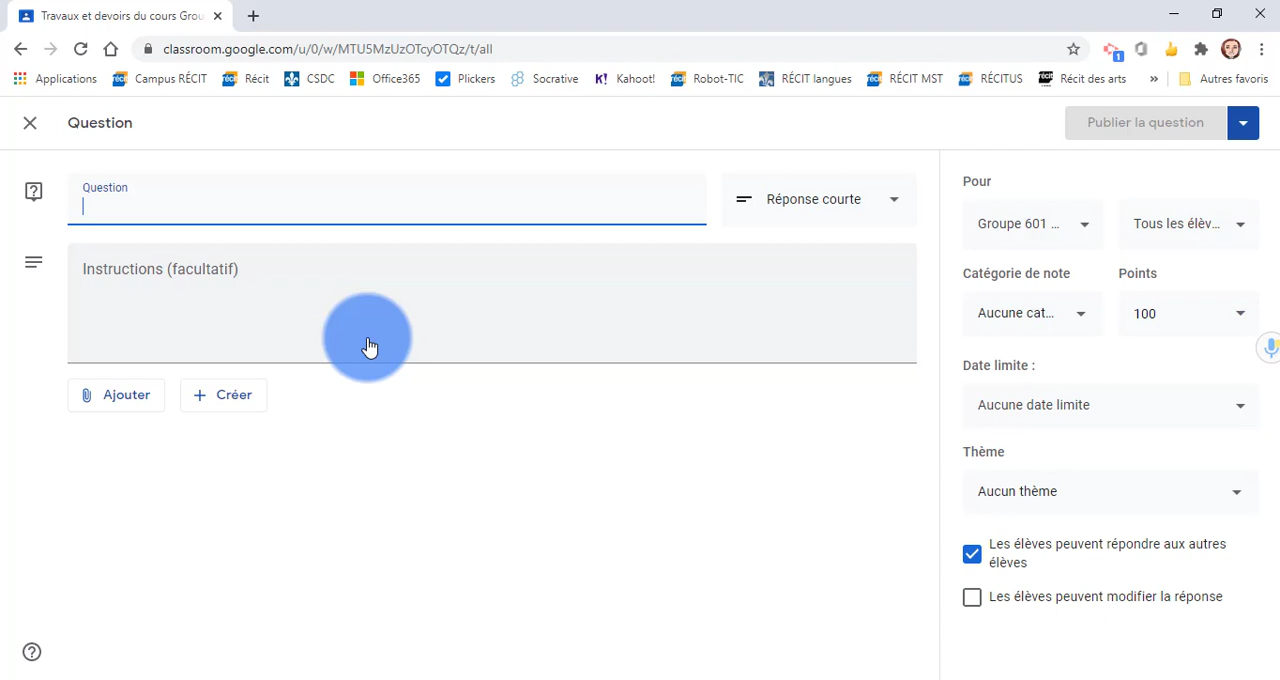 Travaux et devoirs du cours Grou
classroom.google.com/u/0/w/MTU5MzUzOTcyOTQz/t/all
1
Applications Campus RÉCIT Récit CSDC Office365 Plickers Socrative K! Kahoot! Robot-TIC RÉCIT langues RÉCIT MST RÉCITUS Récit des arts » Autres favoris
Question
Publier la question
Question
Réponse courte
Instructions (facultatif)
Ajouter
Créer
Pour
Groupe 601 ...
Tous les élèv...
Catégorie de note
Points
Aucune cat...
100
Date limite :
Aucune date limite
Thème
Aucun thème
Les élèves peuvent répondre aux autres
élèves
Les élèves peuvent modifier la réponse